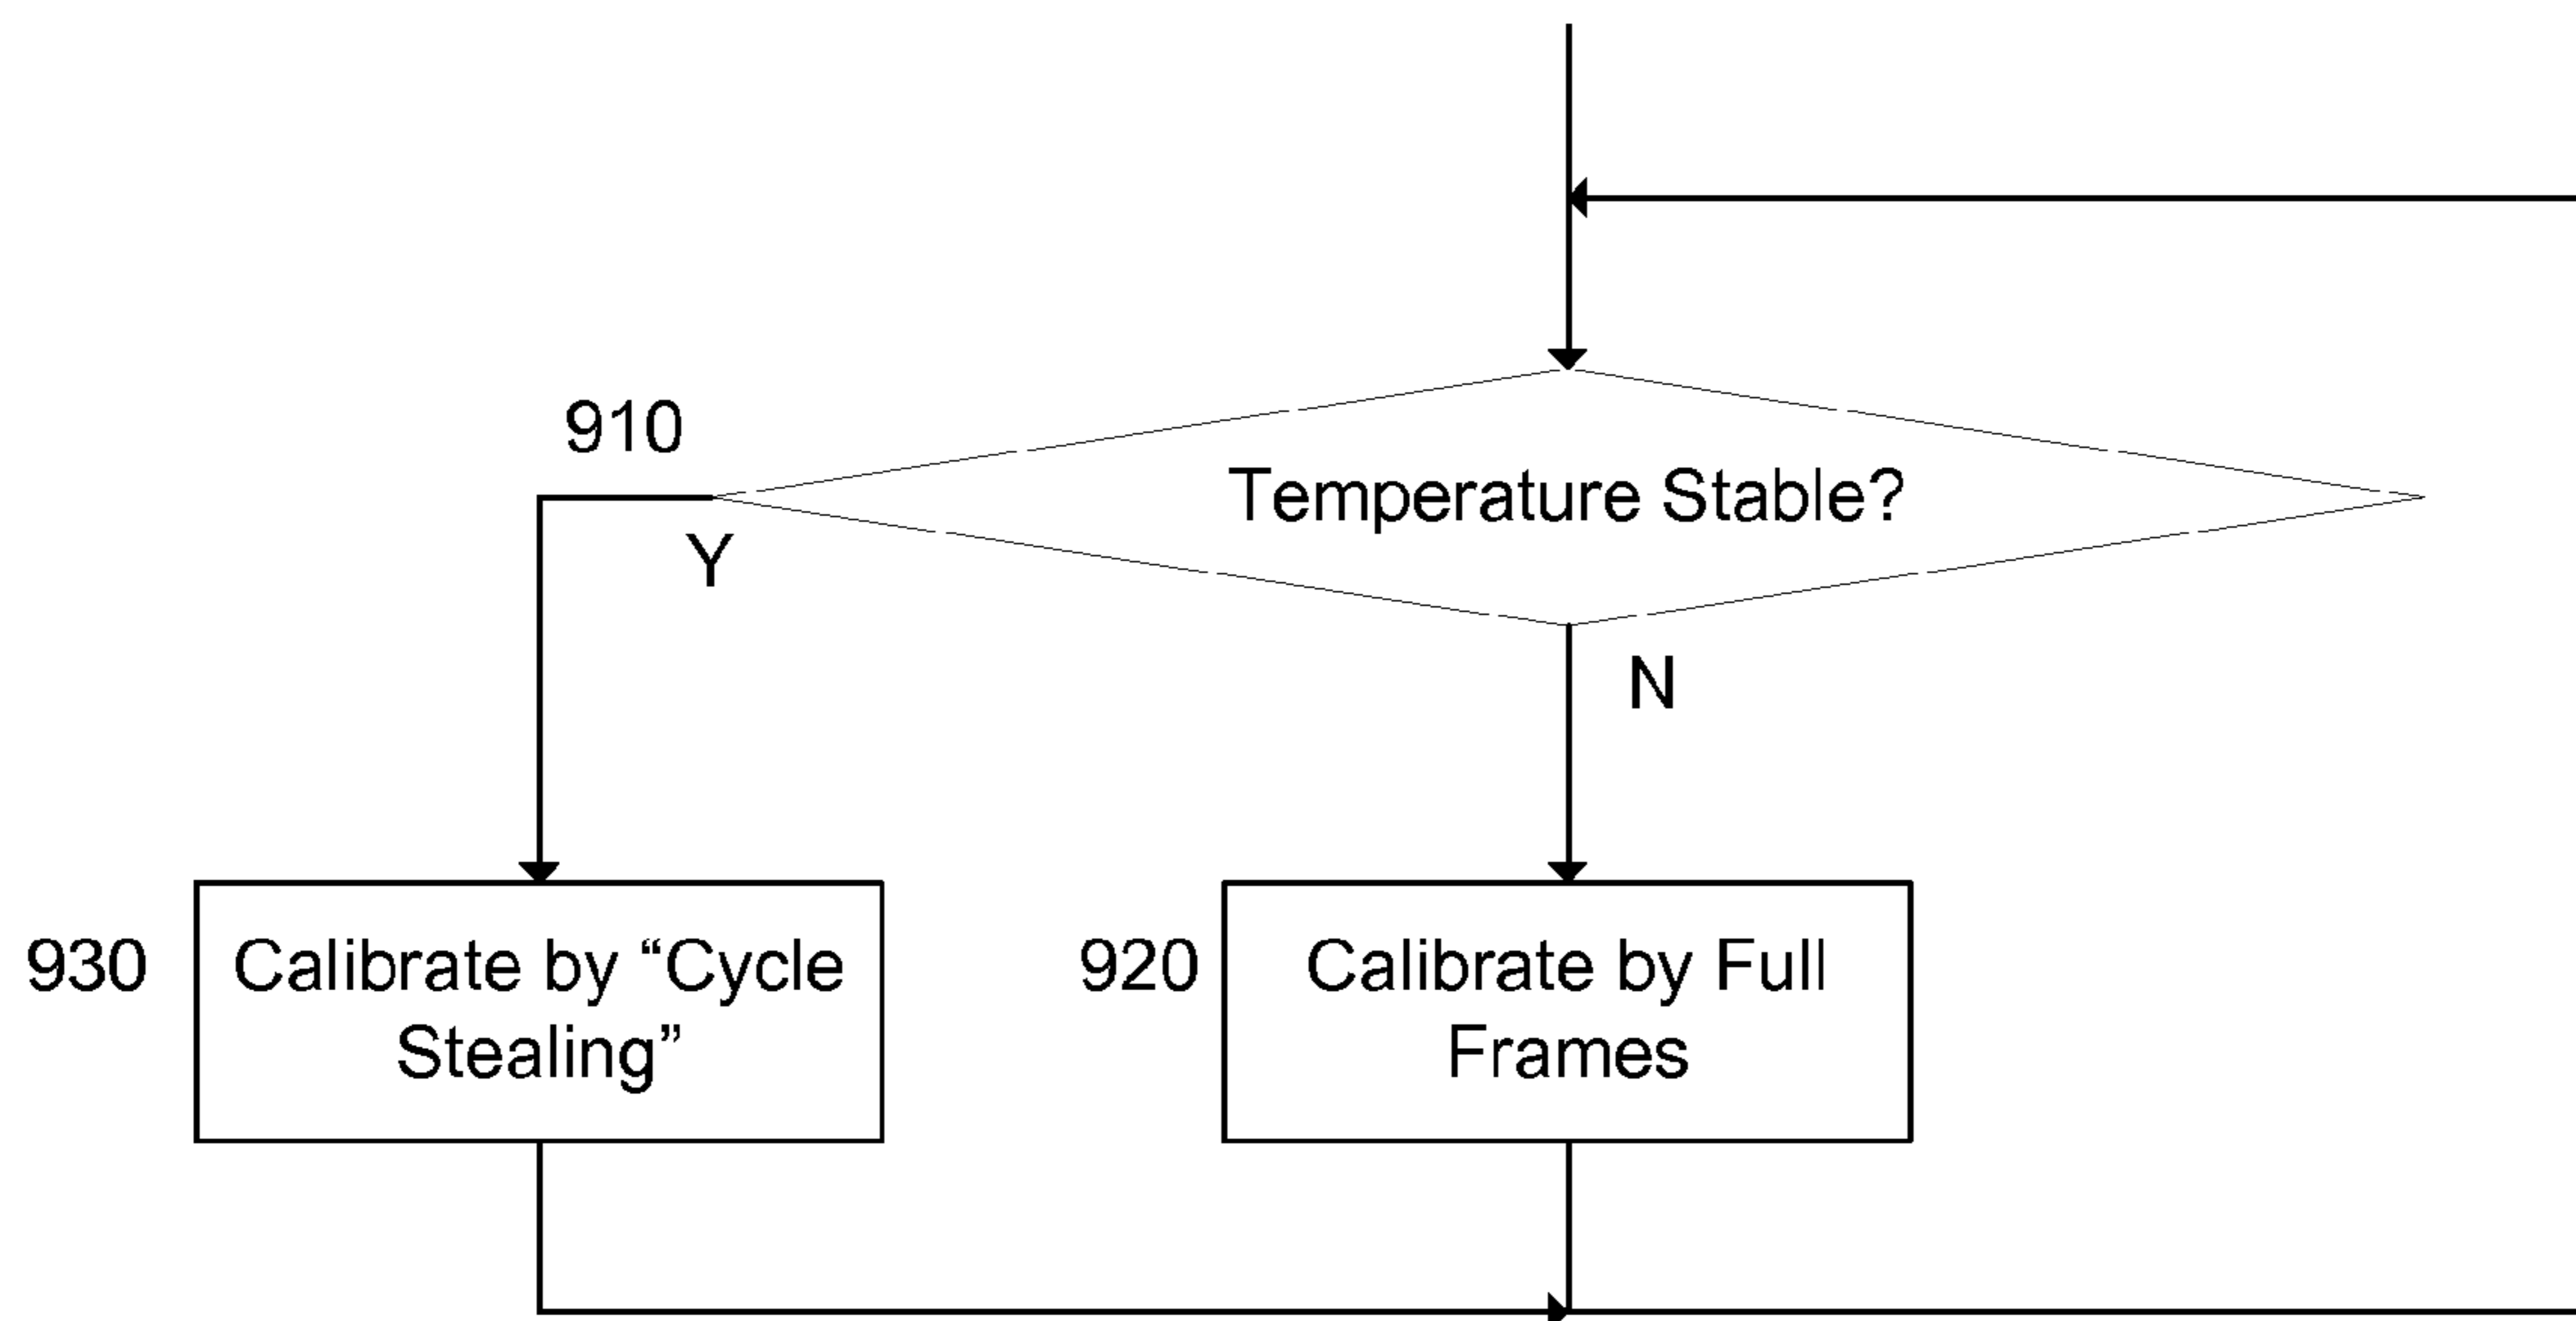 910
Temperature Stable?
Y
N
930
Calibrate by “Cycle
Stealing”
920
Calibrate by Full
Frames